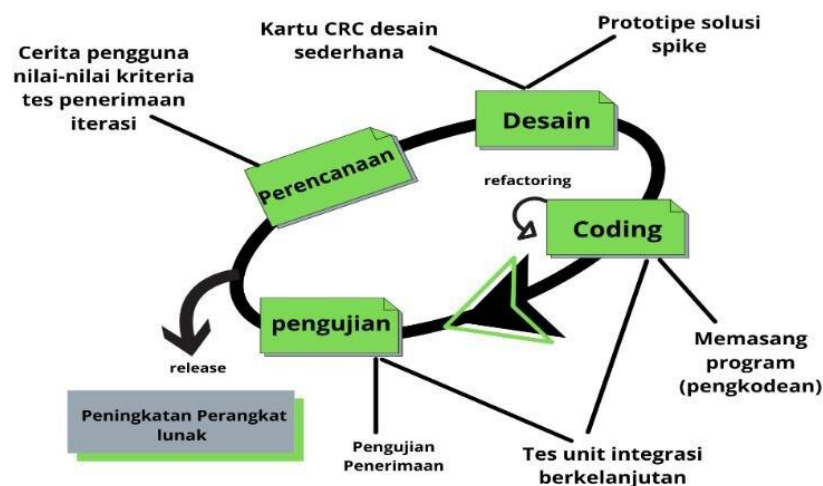 Kartu CRC desain
sederhana
Prototipe solusi
spike
Cerita pengguna
nilai-nilai kriteria
tes penerimaan
iterasi
Desain
Perencanaan
refactoring
Coding
pengujian
release
Memasang
program
(pengkodean)
Peningkatan Perangkat
lunak
Pengujian
Penerimaan
Tes unit integrasi
berkelanjutan